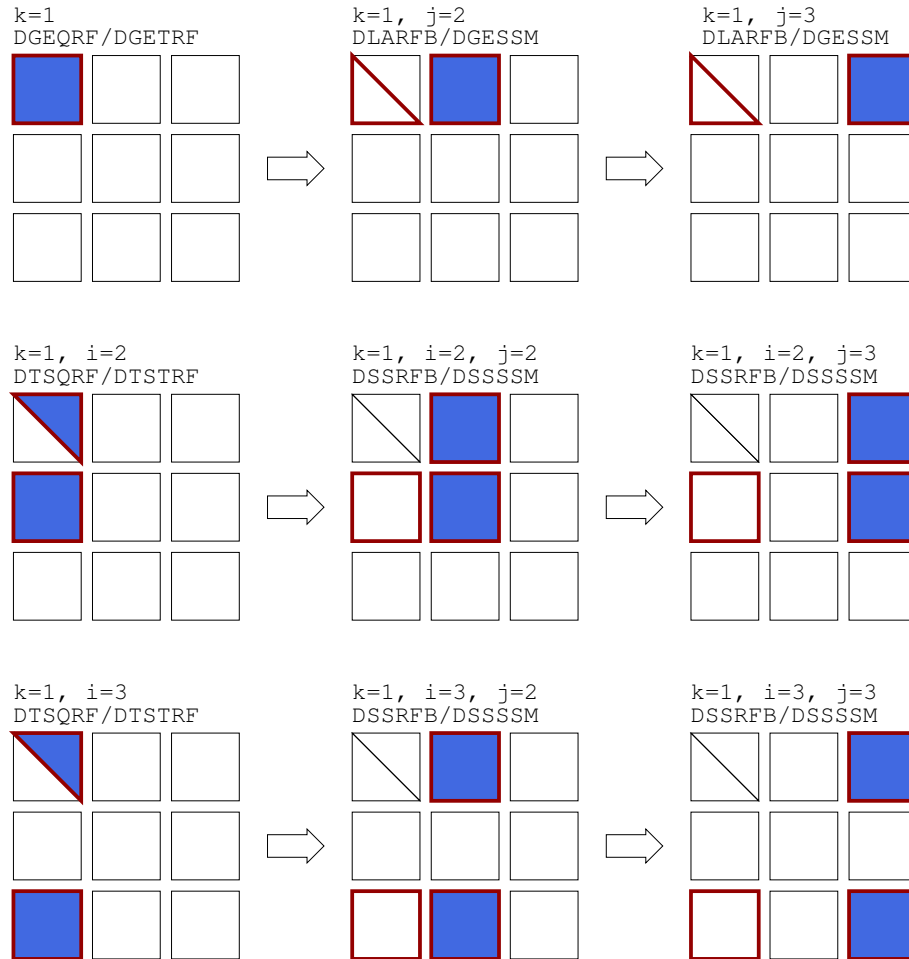 k=1
DGEQRF/DGETRF
k=1, j=2
DLARFB/DGESSM
k=1, j=3
DLARFB/DGESSM
k=1, i=2
DTSQRF/DTSTRF
k=1, i=2, j=2
DSSRFB/DSSSSM
k=1, i=2, j=3
DSSRFB/DSSSSM
k=1, i=3
DTSQRF/DTSTRF
k=1, i=3, j=2
DSSRFB/DSSSSM
k=1, i=3, j=3
DSSRFB/DSSSSM